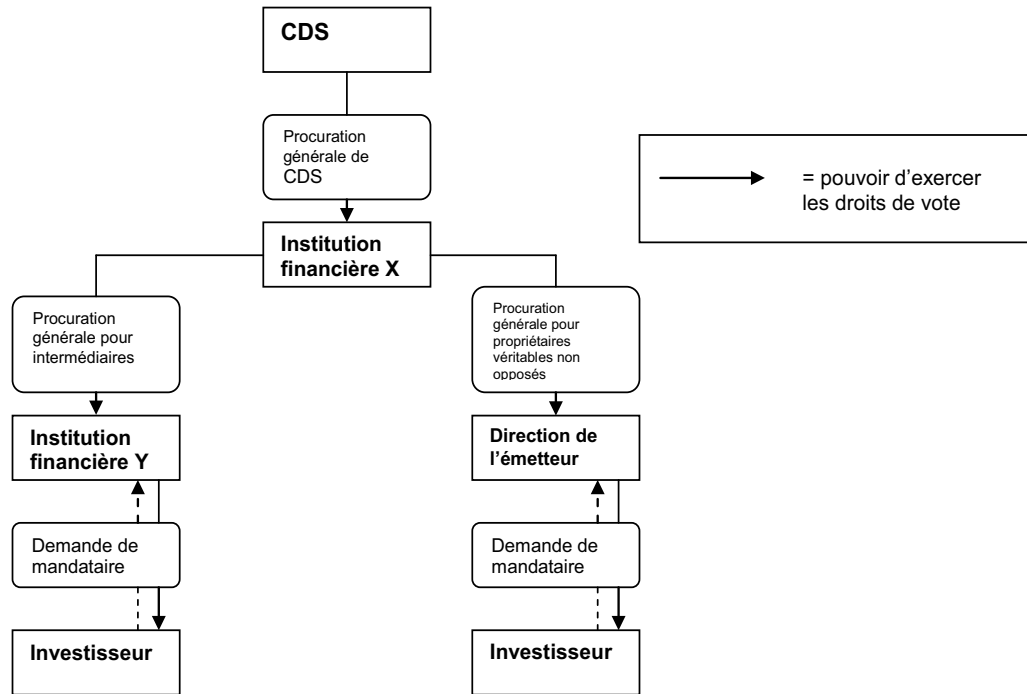 CDS
Procuration
générale de
CDS
= pouvoir d'exercer
les droits de vote
Institution
financière X
Procuration
générale pour
intermédiaires
Procuration
générale pour
propriétaires
véritables non
opposés
Institution
financière Y
Direction de
l’émetteur
Demande de
mandataire
Demande de
mandataire
Investisseur
Investisseur